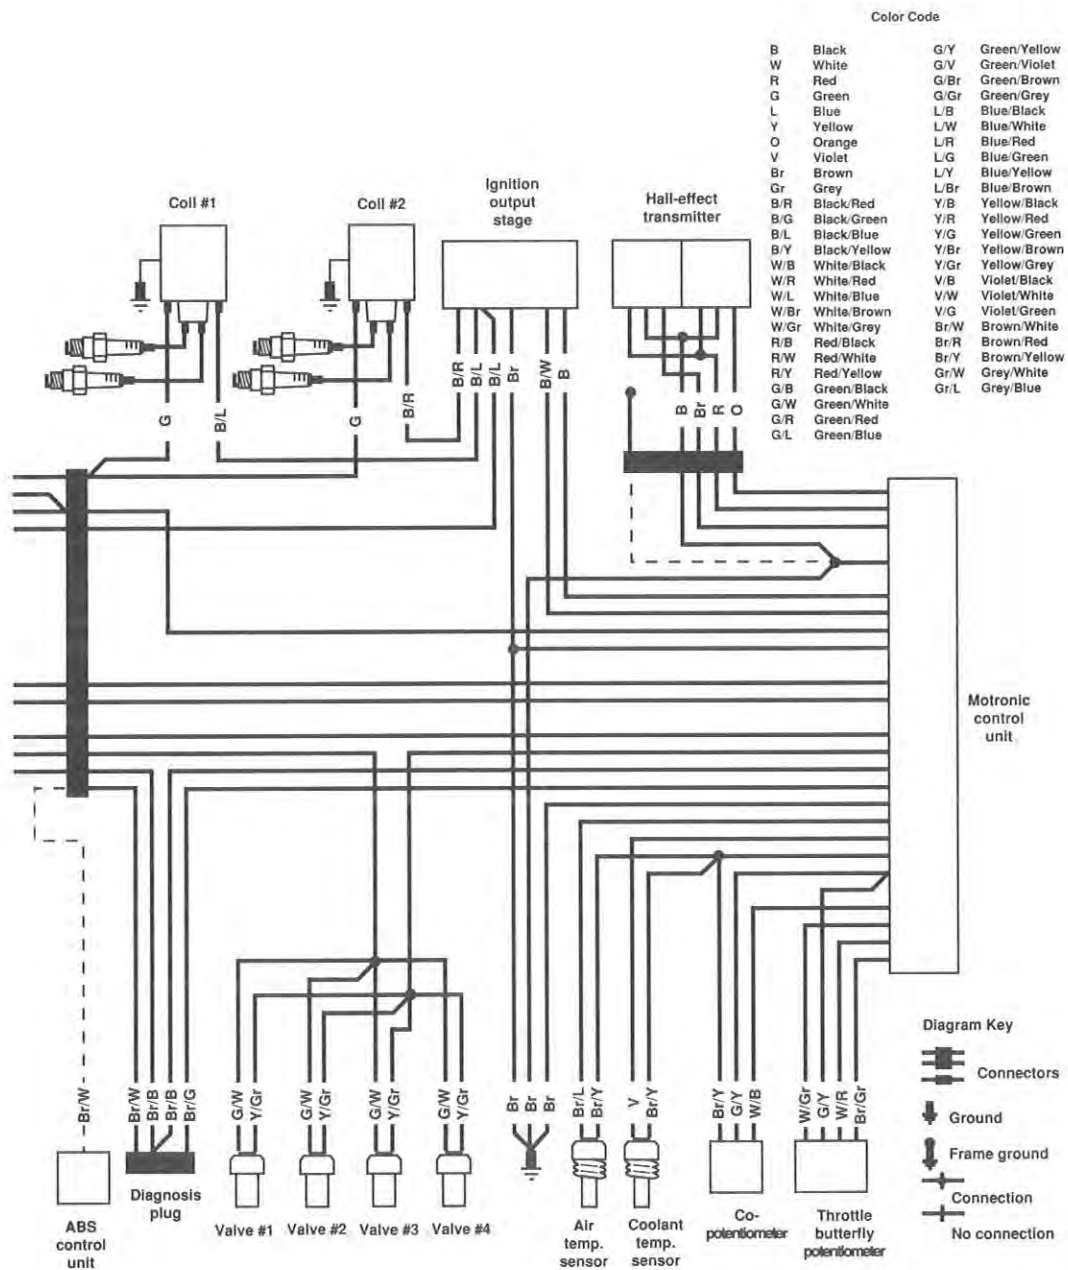 Color Code
B Black
W White
R Red
G Green
L Blue
Y Yellow
O Orange
V Violet
Br Brown
Gr Grey
B/R Black/Red
B/G Black/Green
B/L Black/Blue
B/Y Black/Yellow
W/B White/Black
W/R White/Red
W/L White/Blue
W/Br White/Brown
W/Gr White/Grey
R/B Red/Black
R/W Red/White
R/Y Red/Yellow
G/B Green/Black
G/W Green/White
G/R Green/Red
G/L Green/Blue
G/Y Green/Yellow
G/V Green/Violet
G/Br Green/Brown
G/Gr Green/Grey
L/B Blue/Black
L/W Blue/White
L/R Blue/Red
L/G Blue/Green
L/Y Blue/Yellow
L/Br Blue/Brown
Y/B Yellow/Black
Y/R Yellow/Red
Y/G Yellow/Green
Y/Br Yellow/Brown
Y/Gr Yellow/Grey
V/B Violet/Black
V/W Violet/White
V/G Violet/Green
Br/W Brown/White
Br/R Brown/Red
Br/Y Brown/Yellow
Gr/W Grey/White
Gr/L Grey/Blue
Coil #1
Coil #2
Ignition
output
stage
Hall-effect
transmitter
G
B/L
G
B/R
B/R
B/L
B/L
Br
B/W
B
B
Br
R
O
Motronic
control
unit
Br/W
Br/W
Br/B
Br/B
Br/G
G/W
Y/Gr
G/W
Y/Gr
G/W
Y/Gr
G/W
Y/Gr
Br
Br
Br
Br/L
Br/Y
V
Br/Y
Br/Y
G/Y
W/B
W/Gr
G/Y
W/R
Br/Gr
ABS
control
unit
Diagnosis
plug
Valve #1
Valve #2
Valve #3
Valve #4
Air
temp.
sensor
Coolant
temp.
sensor
Co-
potentiometer
Throttle
butterfly
potentiometer
Diagram Key
Connectors
Ground
Frame ground
Connection
No connection